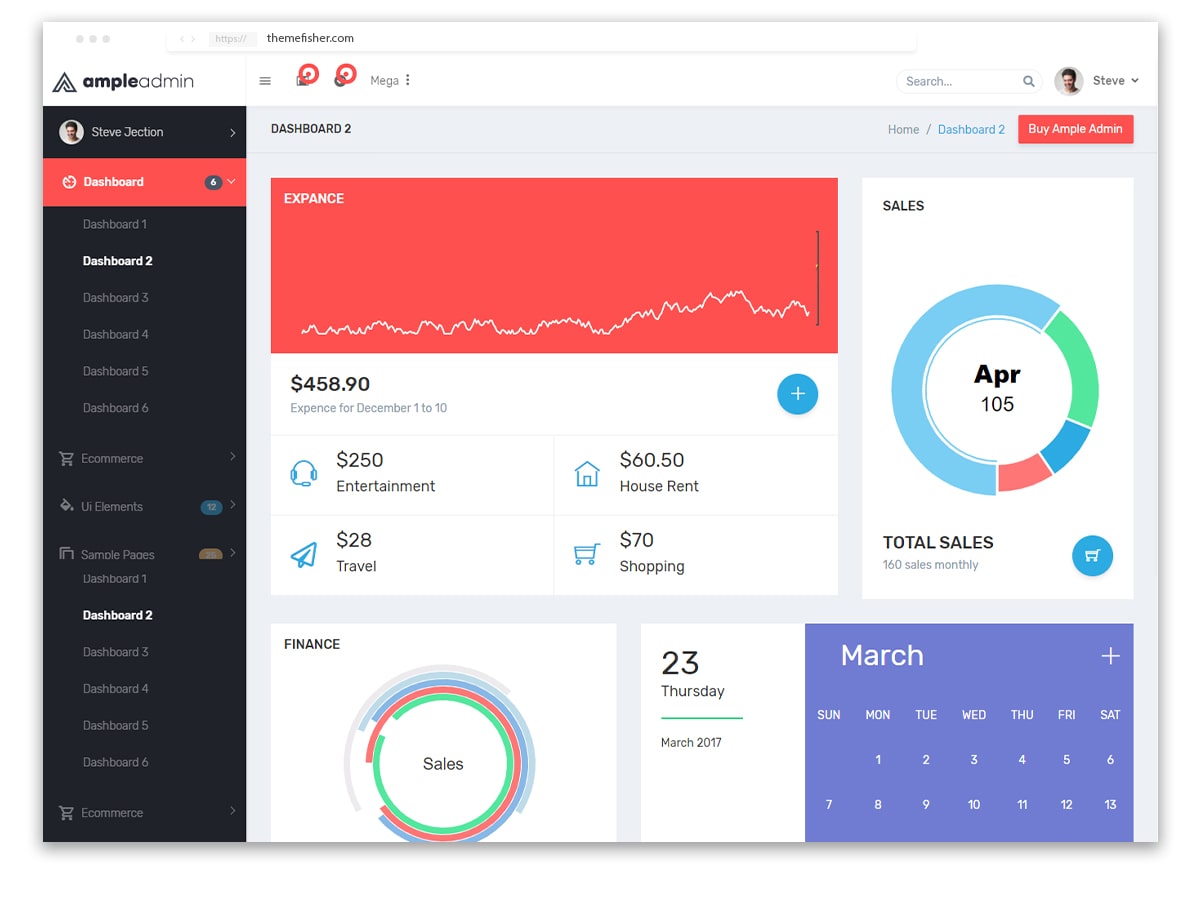 https:// themefisher.com
ampleadmin
Mega
Search...
Steve
Steve Jection
DASHBOARD 2
Home / Dashboard 2
Buy Ample Admin
Dashboard 6
Dashboard 1
Dashboard 2
Dashboard 3
Dashboard 4
Dashboard 5
Dashboard 6
Ecommerce
Ui Elements 12
Sample Pages 25
Dashboard 1
Dashboard 2
Dashboard 3
Dashboard 4
Dashboard 5
Dashboard 6
Ecommerce
EXPANCE
$458.90
Expence for December 1 to 10
$250
Entertainment
$60.50
House Rent
$28
Travel
$70
Shopping
SALES
Apr
105
TOTAL SALES
160 sales monthly
FINANCE
Sales
23
Thursday
March 2017
March
SUN MON TUE WED THU FRI SAT
1 2 3 4 5 6
7 8 9 10 11 12 13